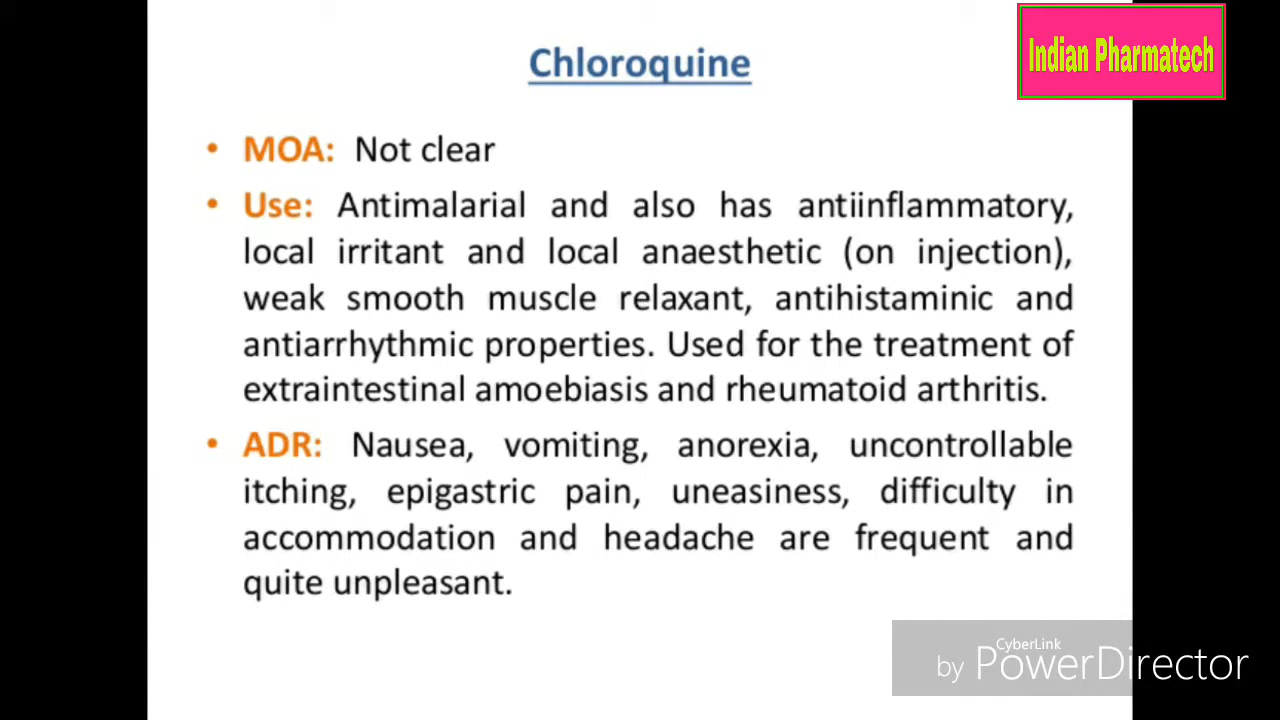 Indian Pharmatech
Chloroquine
• MOA: Not clear
• Use: Antimalarial and also has antiinflammatory,
local irritant and local anaesthetic (on injection),
weak smooth muscle relaxant, antihistaminic and
antiarrhythmic properties. Used for the treatment of
extraintestinal amoebiasis and rheumatoid arthritis.
• ADR: Nausea, vomiting, anorexia, uncontrollable
itching, epigastric pain, uneasiness, difficulty in
accommodation and headache are frequent and
quite unpleasant.
CyberLink
by PowerDirector